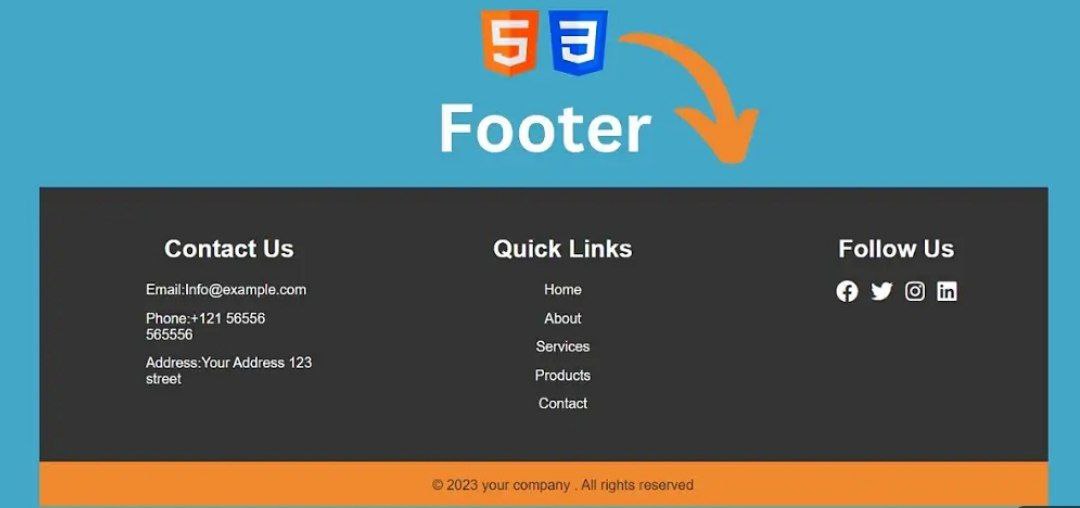 5 3
Footer
Contact Us
Email:Info@example.com
Phone:+121 56556
565556
Address:Your Address 123
street
Quick Links
Home
About
Services
Products
Contact
Follow Us
© 2023 your company . All rights reserved